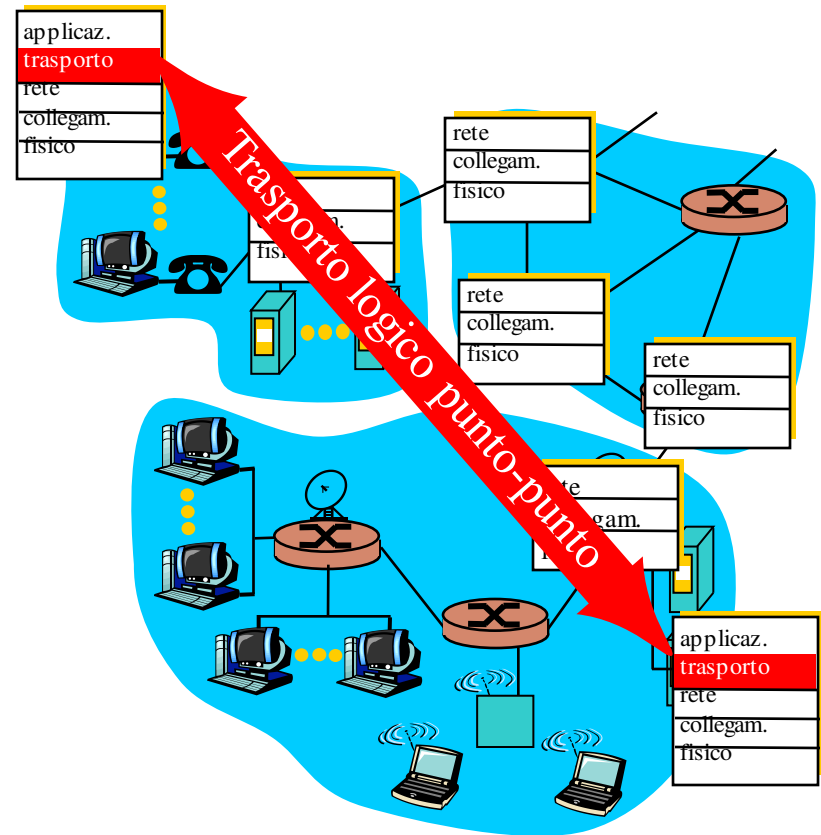 applicaz.
trasporto
rete
collegam.
fisico
Trasporto logico punto-punto
rete
collegam.
fisico
rete
collegam.
fisico
rete
collegam.
fisico
applicaz.
trasporto
rete
collegam.
fisico